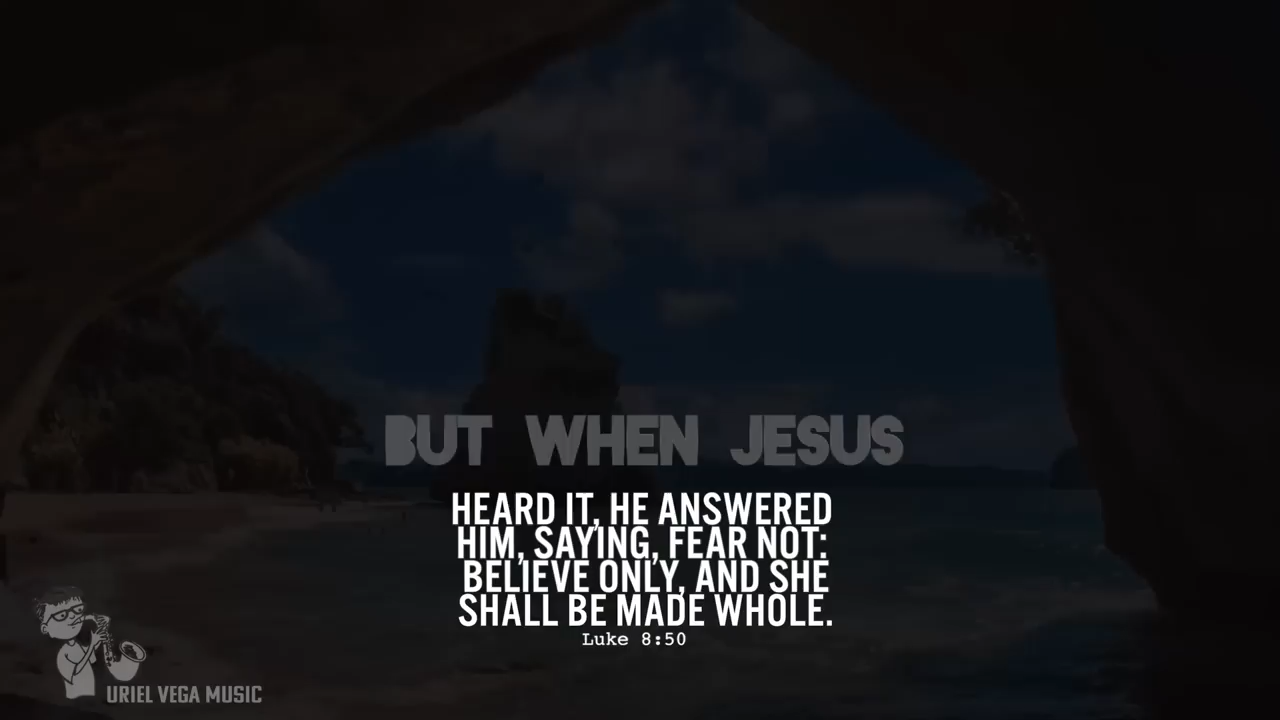 BUT WHEN JESUS
HEARD IT, HE ANSWERED
HIM, SAYING, FEAR NOT:
BELIEVE ONLY, AND SHE
SHALL BE MADE WHOLE.
Luke 8:50
URIEL VEGA MUSIC